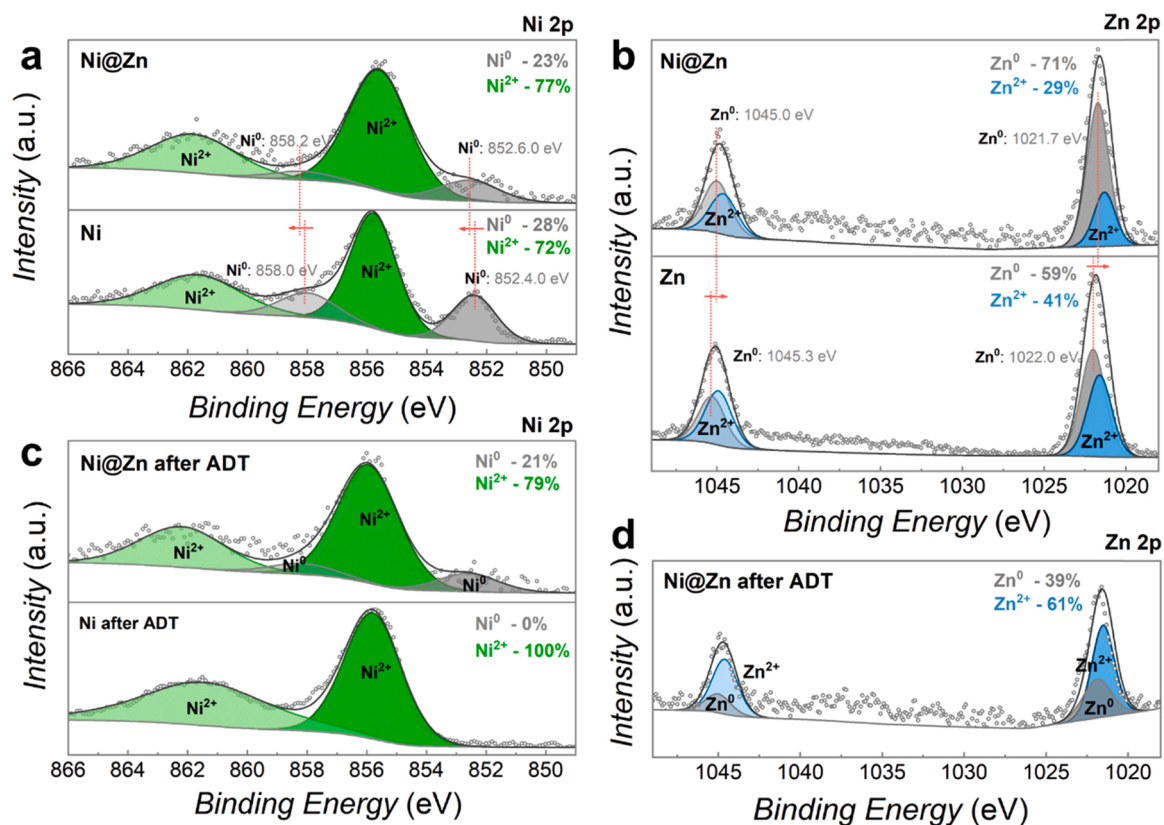 a
Ni 2p
Ni@Zn
Ni⁰ - 23%
Ni²⁺ - 77%
Ni²⁺
Ni⁰: 858.2 eV
Ni²⁺
Ni⁰: 852.6.0 eV
Ni
Ni⁰ - 28%
Ni²⁺ - 72%
Ni²⁺
Ni⁰: 858.0 eV
Ni²⁺
Ni⁰: 852.4.0 eV
Intensity (a.u.)
866 864 862 860 858 856 854 852 850
Binding Energy (eV)
b
Zn 2p
Ni@Zn
Zn⁰ - 71%
Zn²⁺ - 29%
Zn⁰: 1045.0 eV
Zn⁰: 1021.7 eV
Zn²⁺
Zn²⁺
Zn
Zn⁰ - 59%
Zn²⁺ - 41%
Zn⁰: 1045.3 eV
Zn⁰: 1022.0 eV
Zn²⁺
Zn²⁺
Intensity (a.u.)
1045 1040 1035 1030 1025 1020
Binding Energy (eV)
c
Ni 2p
Ni@Zn after ADT
Ni⁰ - 21%
Ni²⁺ - 79%
Ni²⁺
Ni⁰
Ni²⁺
Ni⁰
Ni after ADT
Ni⁰ - 0%
Ni²⁺ - 100%
Ni²⁺
Ni²⁺
Intensity (a.u.)
866 864 862 860 858 856 854 852 850
Binding Energy (eV)
d
Zn 2p
Ni@Zn after ADT
Zn⁰ - 39%
Zn²⁺ - 61%
Zn²⁺
Zn⁰
Zn²⁺
Zn⁰
Intensity (a.u.)
1045 1040 1035 1030 1025 1020
Binding Energy (eV)